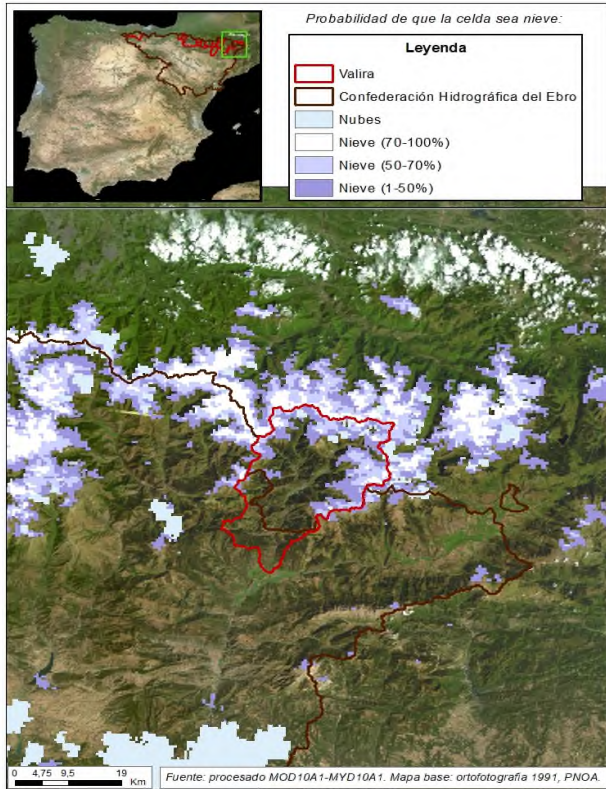 Probabilidad de que la celda sea nieve:
Leyenda
Valira
Confederación Hidrográfica del Ebro
Nubes
Nieve (70-100%)
Nieve (50-70%)
Nieve (1-50%)
0 4,75 9,5 19
Km
Fuente: procesado MOD10A1-MYD10A1. Mapa base: ortofotografia 1991, PNOA.